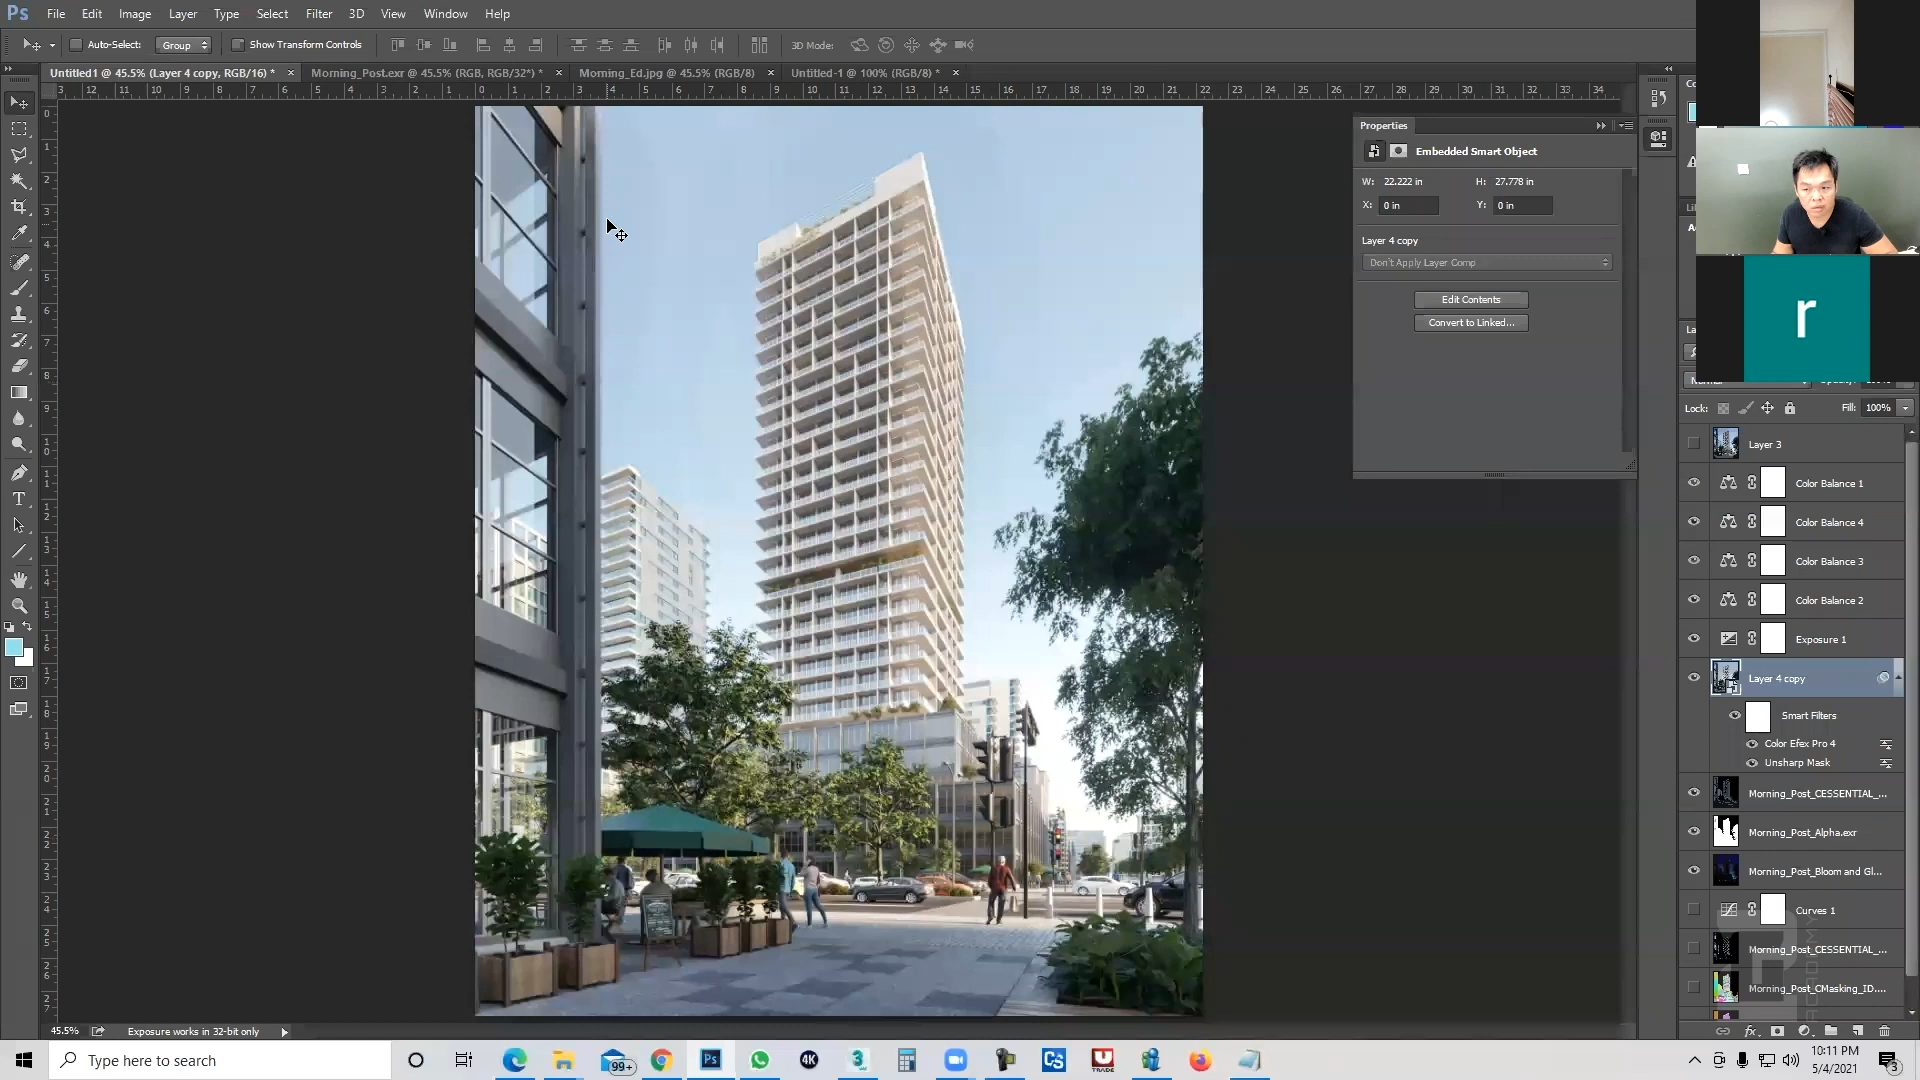 Ps File Edit Image Layer Type Select Filter 3D View Window Help
Auto-Select: Group Show Transform Controls 3D Mode:
Untitled1 @ 45.5% (Layer 4 copy, RGB/16) * × Morning_Post.exr @ 45.5% (RGB, RGB/32*) * × Morning_Ed.jpg @ 45.5% (RGB/8) × Untitled-1 @ 100% (RGB/8) * ×
Properties
Embedded Smart Object
W: 22.222 in H: 27.778 in
X: 0 in Y: 0 in
Layer 4 copy
Don't Apply Layer Comp
Edit Contents
Convert to Linked...
r
Lock: Fill: 100%
Layer 3
Color Balance 1
Color Balance 4
Color Balance 3
Color Balance 2
Exposure 1
Layer 4 copy
Smart Filters
Color Efex Pro 4
Unsharp Mask
Morning_Post_CESSENTIAL_...
Morning_Post_Alpha.exr
Morning_Post_Bloom and Gl...
Curves 1
Morning_Post_CESSENTIAL_...
Morning_Post_CMasking_ID....
45.5% Exposure works in 32-bit only
Type here to search
99+
4K
3
CS
U
TRADE
10:11 PM
5/4/2021
3